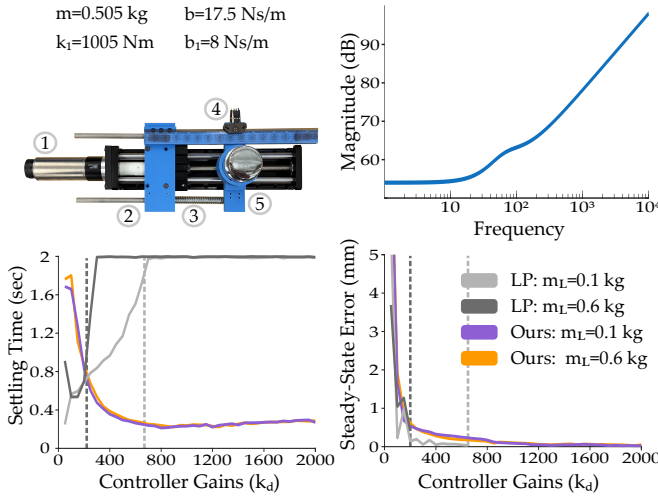 m=0.505 kg
b=17.5 Ns/m
k₁=1005 Nm
b₁=8 Ns/m
1
2
3
4
5
Magnitude (dB)
90
80
70
60
10
10²
10³
10⁴
Frequency
Settling Time (sec)
2
1.6
1.2
0.8
0.4
0
0
400
800
1200
1600
2000
Controller Gains (k_d)
Steady-State Error (mm)
5
4
3
2
1
0
LP: m_L=0.1 kg
LP: m_L=0.6 kg
Ours: m_L=0.1 kg
Ours: m_L=0.6 kg
0
400
800
1200
1600
2000
Controller Gains (k_d)